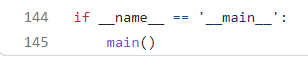 144 if __name__ == '__main__':
145     main()